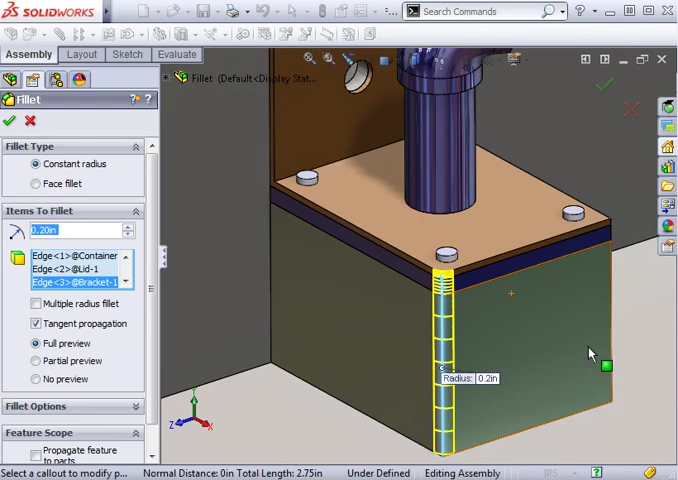 SOLIDWORKS
Search Commands
Assembly
Layout
Sketch
Evaluate
Fillet (Default<Display Stat...
Fillet
Fillet Type
Constant radius
Face fillet
Items To Fillet
0.20in
Edge<1>@Container
Edge<2>@Lid-1
Edge<3>@Bracket-1
Multiple radius fillet
Tangent propagation
Full preview
Partial preview
No preview
Fillet Options
Feature Scope
Propagate feature
to parts
Radius: 0.2in
Y
Z
X
Select a callout to modify p...
Normal Distance: 0in Total Length: 2.75in
Under Defined
Editing Assembly
IPS